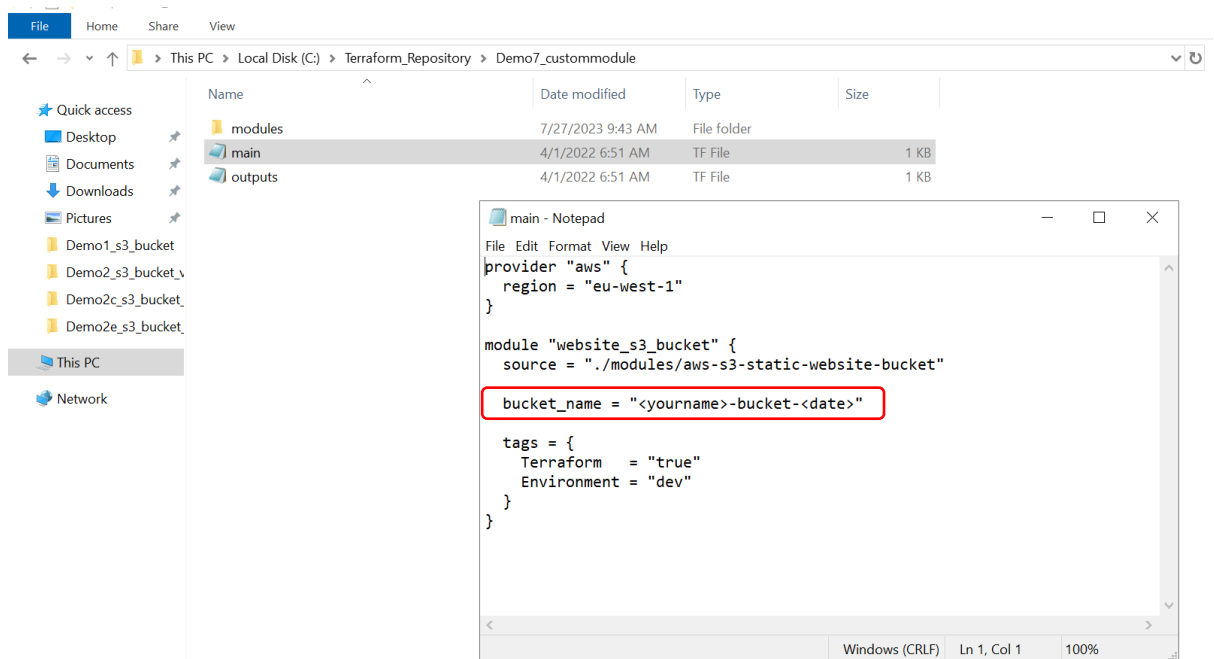 File Home Share View
This PC > Local Disk (C:) > Terraform_Repository > Demo7_custommodule
Name Date modified Type Size
Quick access
Desktop
Documents
Downloads
Pictures
Demo1_s3_bucket
Demo2_s3_bucket_v
Demo2c_s3_bucket_
Demo2e_s3_bucket_
This PC
Network
modules 7/27/2023 9:43 AM File folder
main 4/1/2022 6:51 AM TF File 1 KB
outputs 4/1/2022 6:51 AM TF File 1 KB
main - Notepad
File Edit Format View Help
provider "aws" {
  region = "eu-west-1"
}
module "website_s3_bucket" {
  source = "./modules/aws-s3-static-website-bucket"
  bucket_name = "<yourname>-bucket-<date>"
  tags = {
    Terraform   = "true"
    Environment = "dev"
  }
}
Windows (CRLF) Ln 1, Col 1 100%